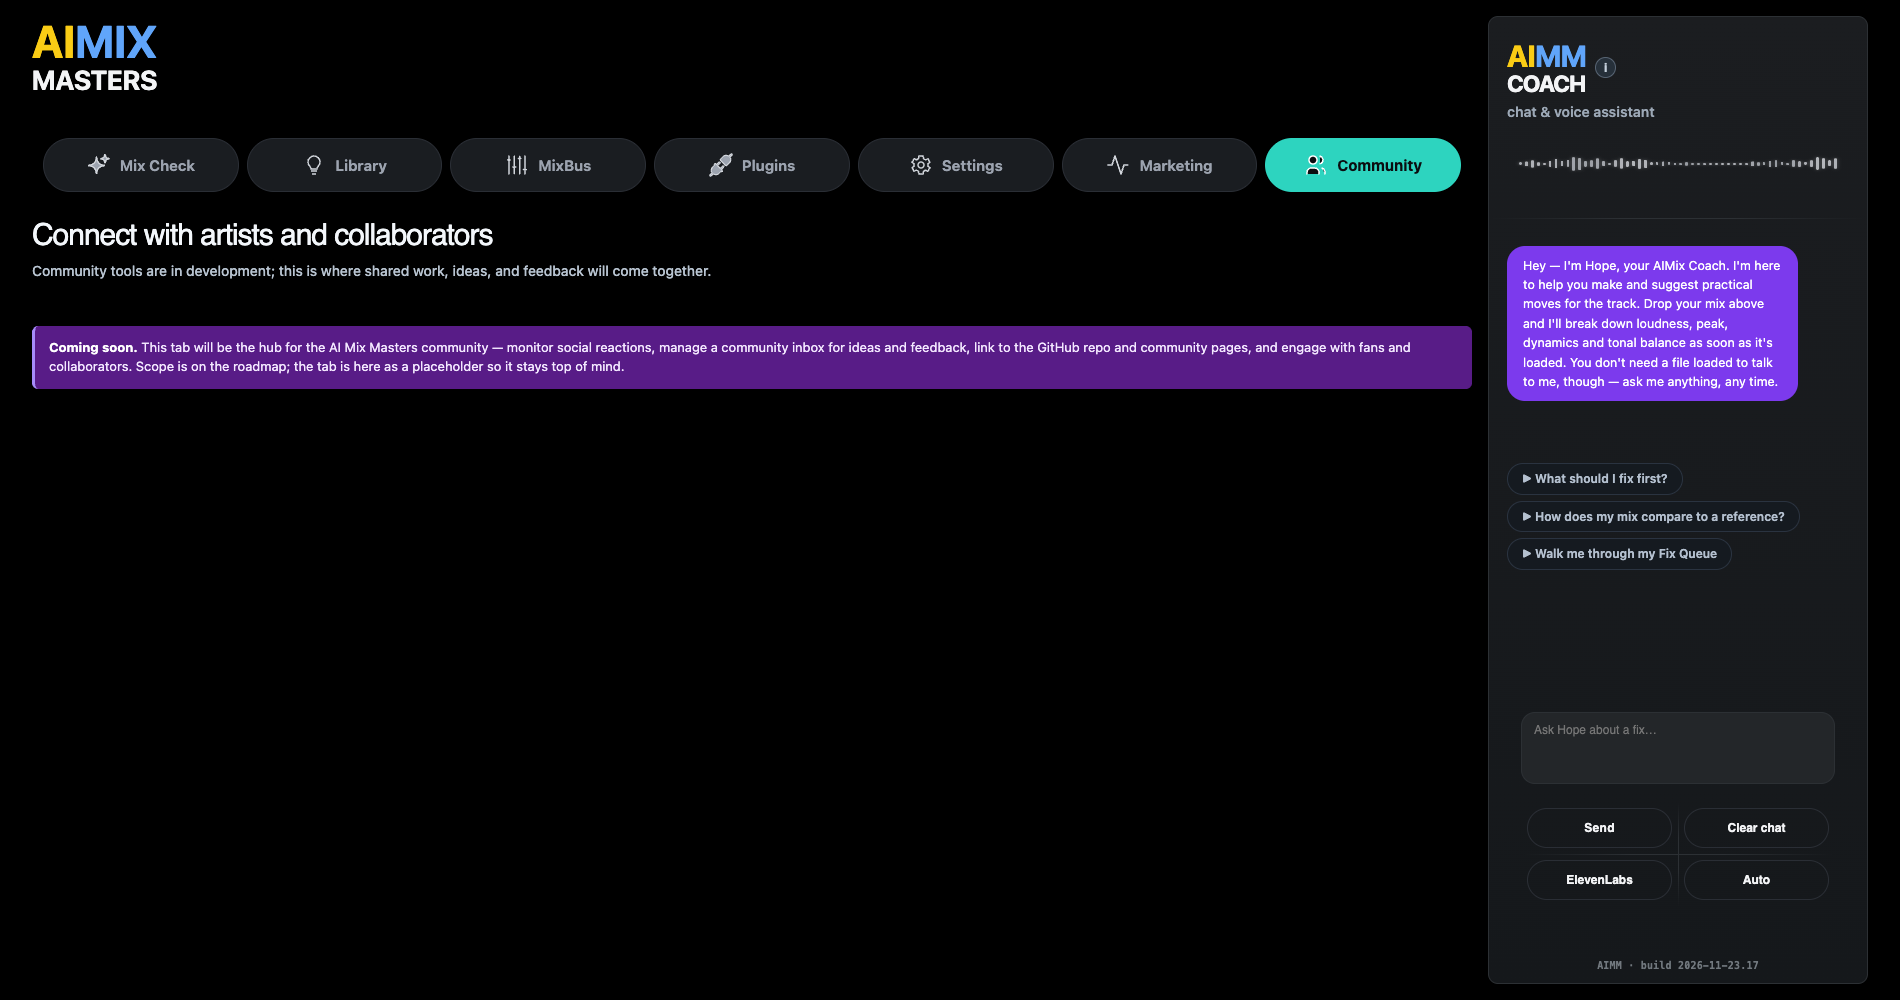 AIMIX
MASTERS
Mix Check
Library
MixBus
Plugins
Settings
Marketing
Community
Connect with artists and collaborators
Community tools are in development; this is where shared work, ideas, and feedback will come together.
Coming soon. This tab will be the hub for the AI Mix Masters community — monitor social reactions, manage a community inbox for ideas and feedback, link to the GitHub repo and community pages, and engage with fans and
collaborators. Scope is on the roadmap; the tab is here as a placeholder so it stays top of mind.
AIMM
COACH
i
chat & voice assistant
Hey — I'm Hope, your AIMix Coach. I'm here
to help you make and suggest practical
moves for the track. Drop your mix above
and I'll break down loudness, peak,
dynamics and tonal balance as soon as it's
loaded. You don't need a file loaded to talk
to me, though — ask me anything, any time.
▶ What should I fix first?
▶ How does my mix compare to a reference?
▶ Walk me through my Fix Queue
Ask Hope about a fix...
Send
Clear chat
ElevenLabs
Auto
AIMM · build 2026-11-23.17